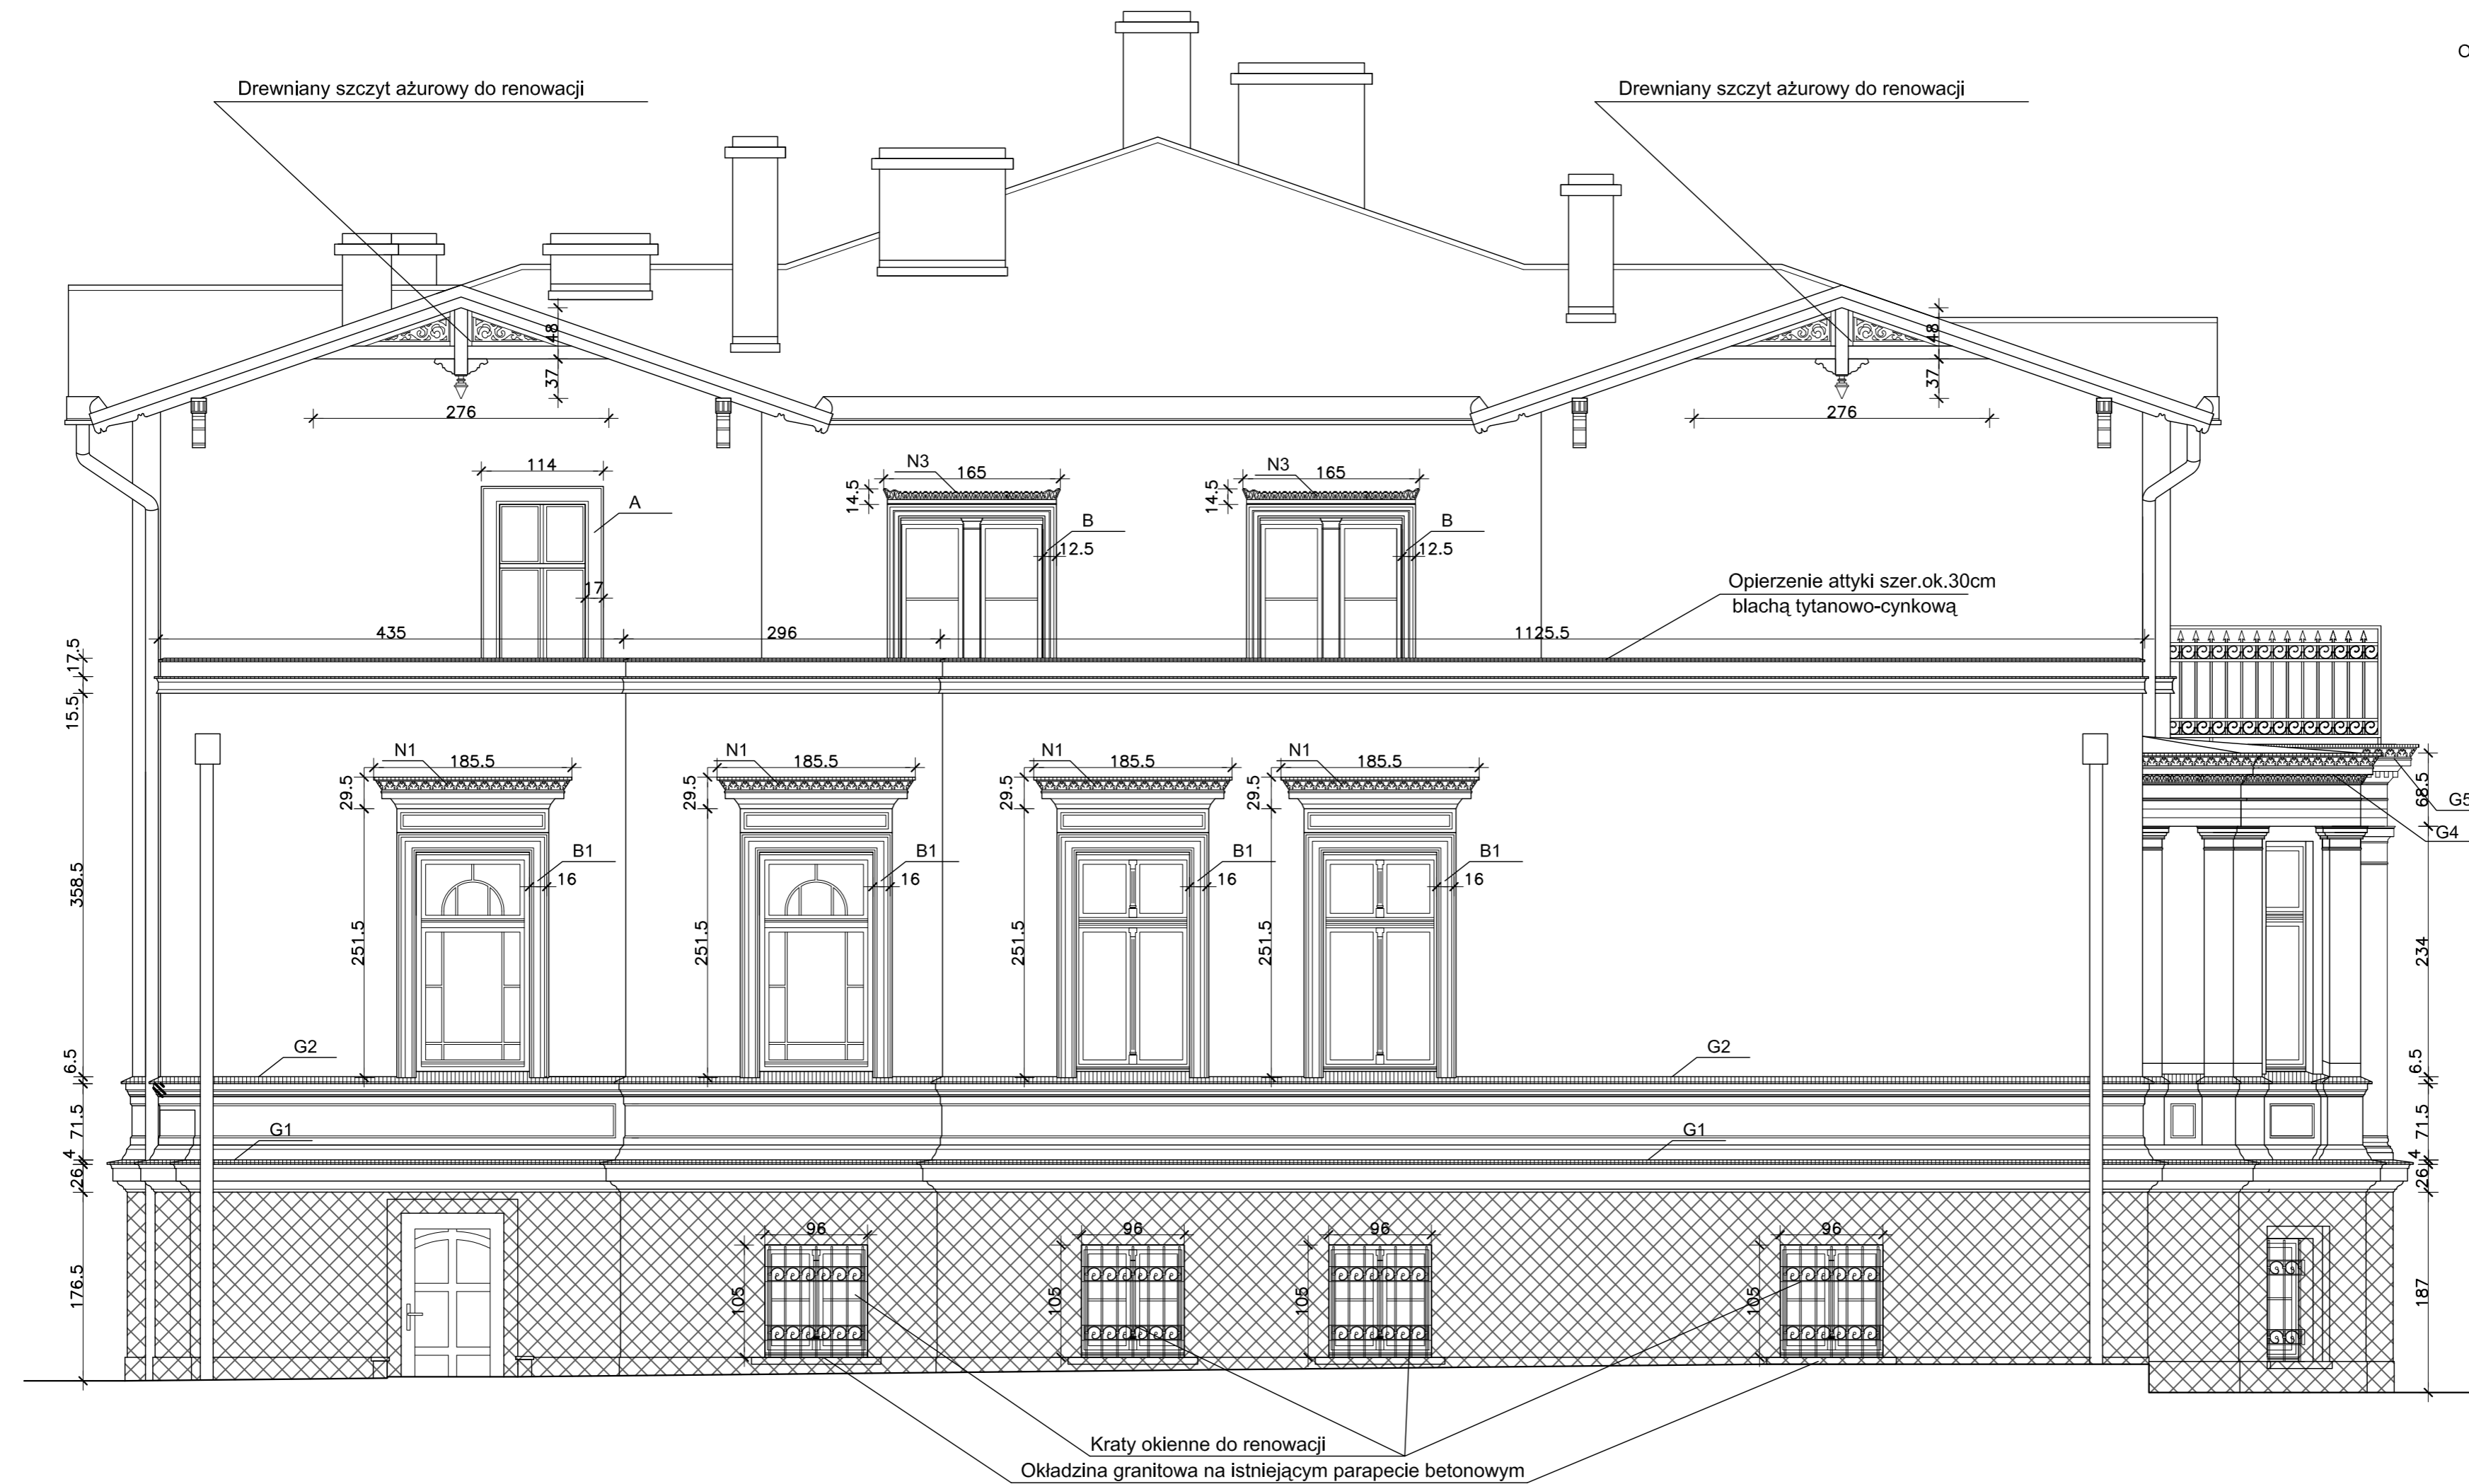 O
Drewniany szczyt ażurowy do renowacji
Drewniany szczyt ażurowy do renowacji
48
37
276
48
37
276
114
A
17
N3
165
14.5
B
12.5
N3
165
14.5
B
12.5
Opierzenie attyki szer.ok.30cm
blachą tytanowo-cynkową
435
296
1125.5
17.5
15.5
358.5
6.5
71.5
4
26
176.5
N1
185.5
29.5
251.5
B1
16
N1
185.5
29.5
251.5
B1
16
N1
185.5
29.5
251.5
B1
16
N1
185.5
29.5
251.5
B1
16
68.5
G5
G4
234
6.5
71.5
4
26
187
G2
G2
G1
G1
96
105
96
105
96
105
96
105
Kraty okienne do renowacji
Okładzina granitowa na istniejącym parapecie betonowym